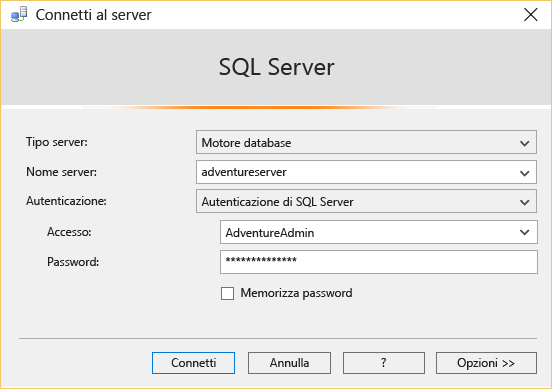 Connetti al server
SQL Server
Tipo server: Motore database
Nome server: adventureserver
Autenticazione: Autenticazione di SQL Server
Accesso: AdventureAdmin
Password: **************
Memorizza password
Connetti Annulla ? Opzioni >>